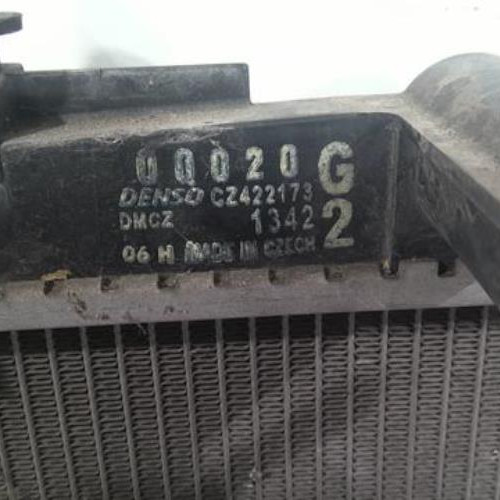 00020 G
DENSO CZ422173
DMCZ 1342 2
06 H MADE IN CZECH